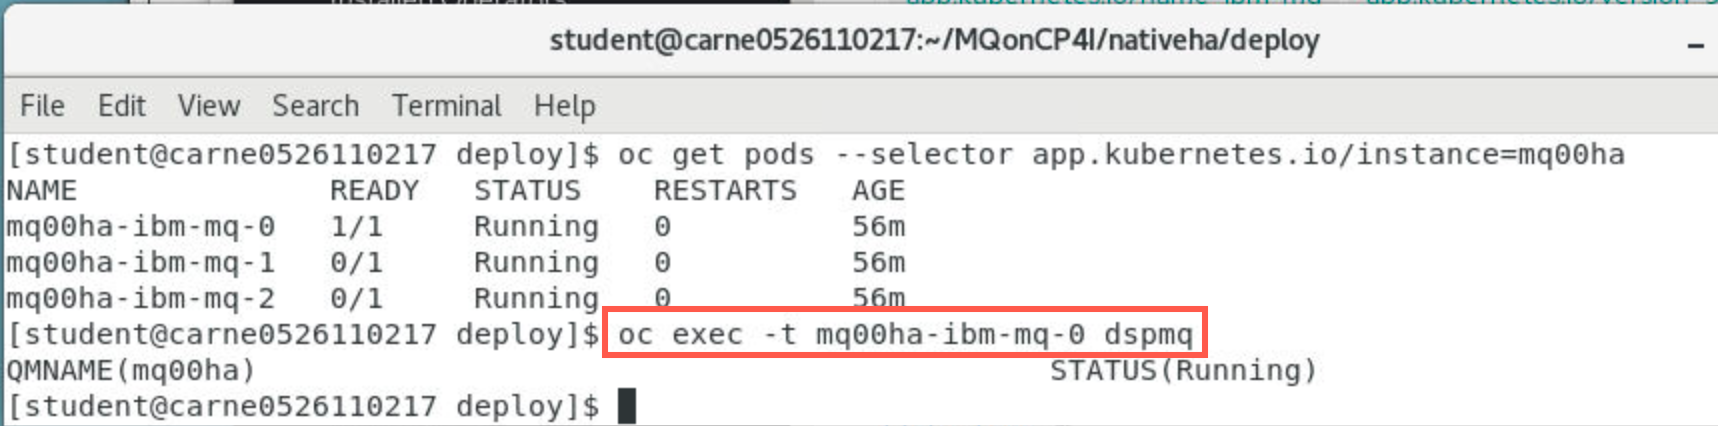 Installed Operators
student@carne0526110217:~/MQonCP4I/nativeha/deploy
File Edit View Search Terminal Help
[student@carne0526110217 deploy]$ oc get pods --selector app.kubernetes.io/instance=mq00ha
NAME READY STATUS RESTARTS AGE
mq00ha-ibm-mq-0 1/1 Running 0 56m
mq00ha-ibm-mq-1 0/1 Running 0 56m
mq00ha-ibm-mq-2 0/1 Running 0 56m
[student@carne0526110217 deploy]$ oc exec -t mq00ha-ibm-mq-0 dspmq
QMNAME(mq00ha) STATUS(Running)
[student@carne0526110217 deploy]$